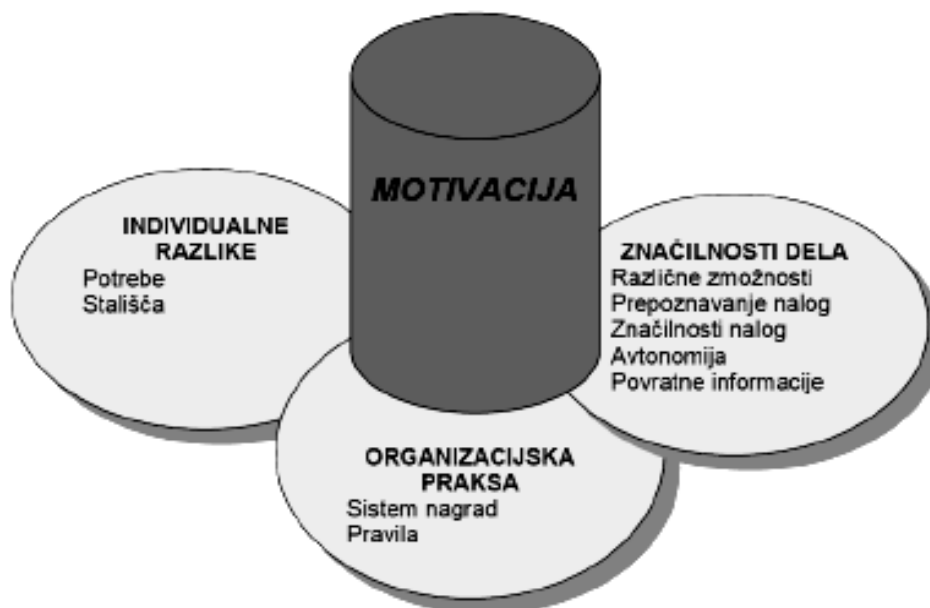 MOTIVACIJA
INDIVIDUALNE
RAZLIKE
Potrebe
Stališča
ZNAČILNOSTI DELA
Različne zmožnosti
Prepoznavanje nalog
Značilnosti nalog
Avtonomija
Povratne informacije
ORGANIZACIJSKA
PRAKSA
Sistem nagrad
Pravila